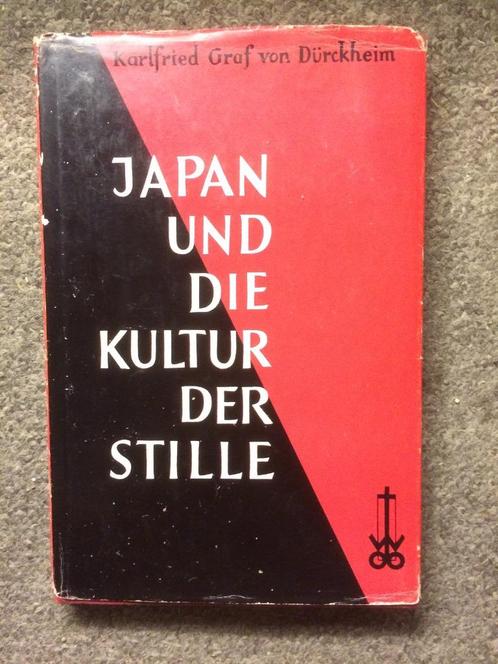 Karlfried Graf von Dürckheim
JAPAN
UND
DIE
KULTUR
DER
STILLE